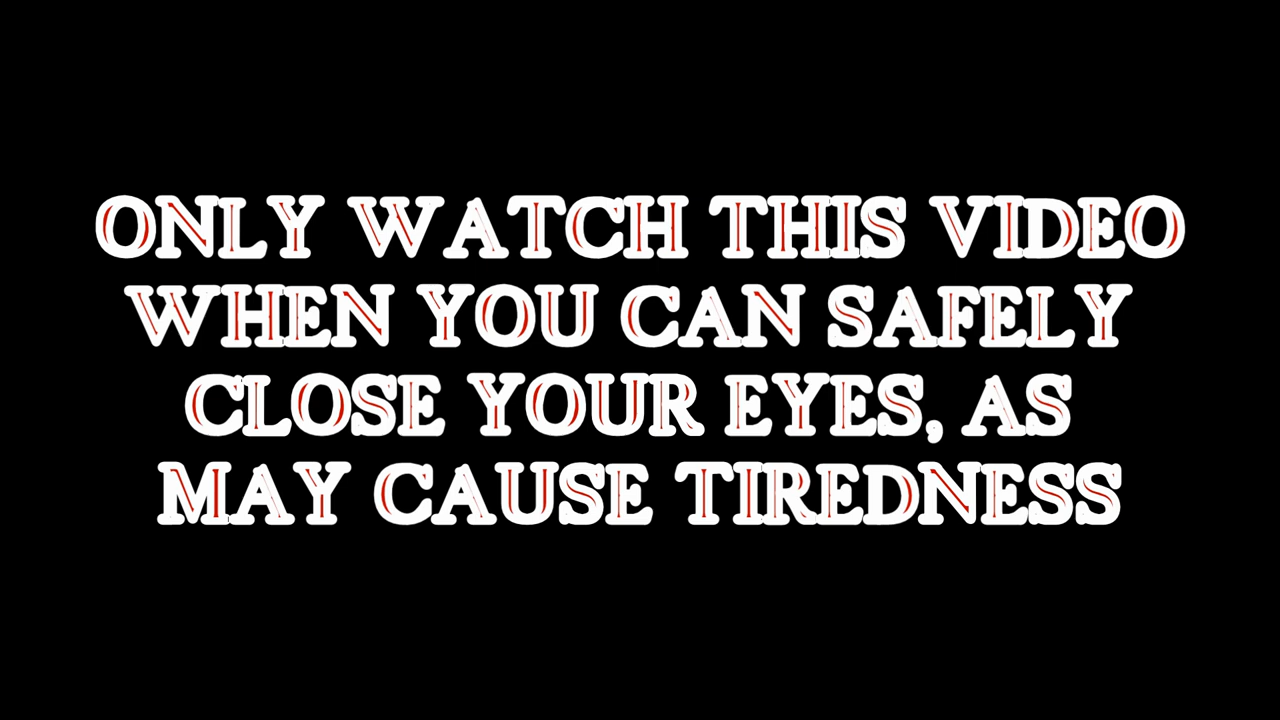 ONLY WATCH THIS VIDEO
WHEN YOU CAN SAFELY
CLOSE YOUR EYES, AS
MAY CAUSE TIREDNESS